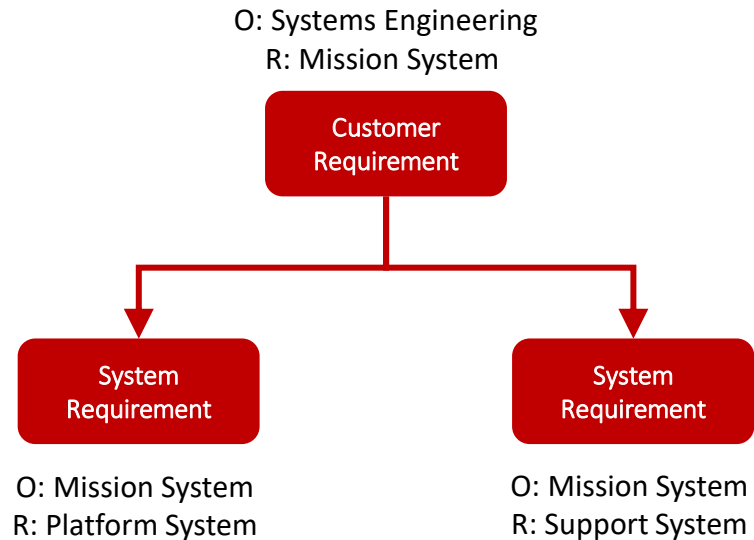 O: Systems Engineering
R: Mission System
Customer
Requirement
System
Requirement
System
Requirement
O: Mission System
R: Platform System
O: Mission System
R: Support System